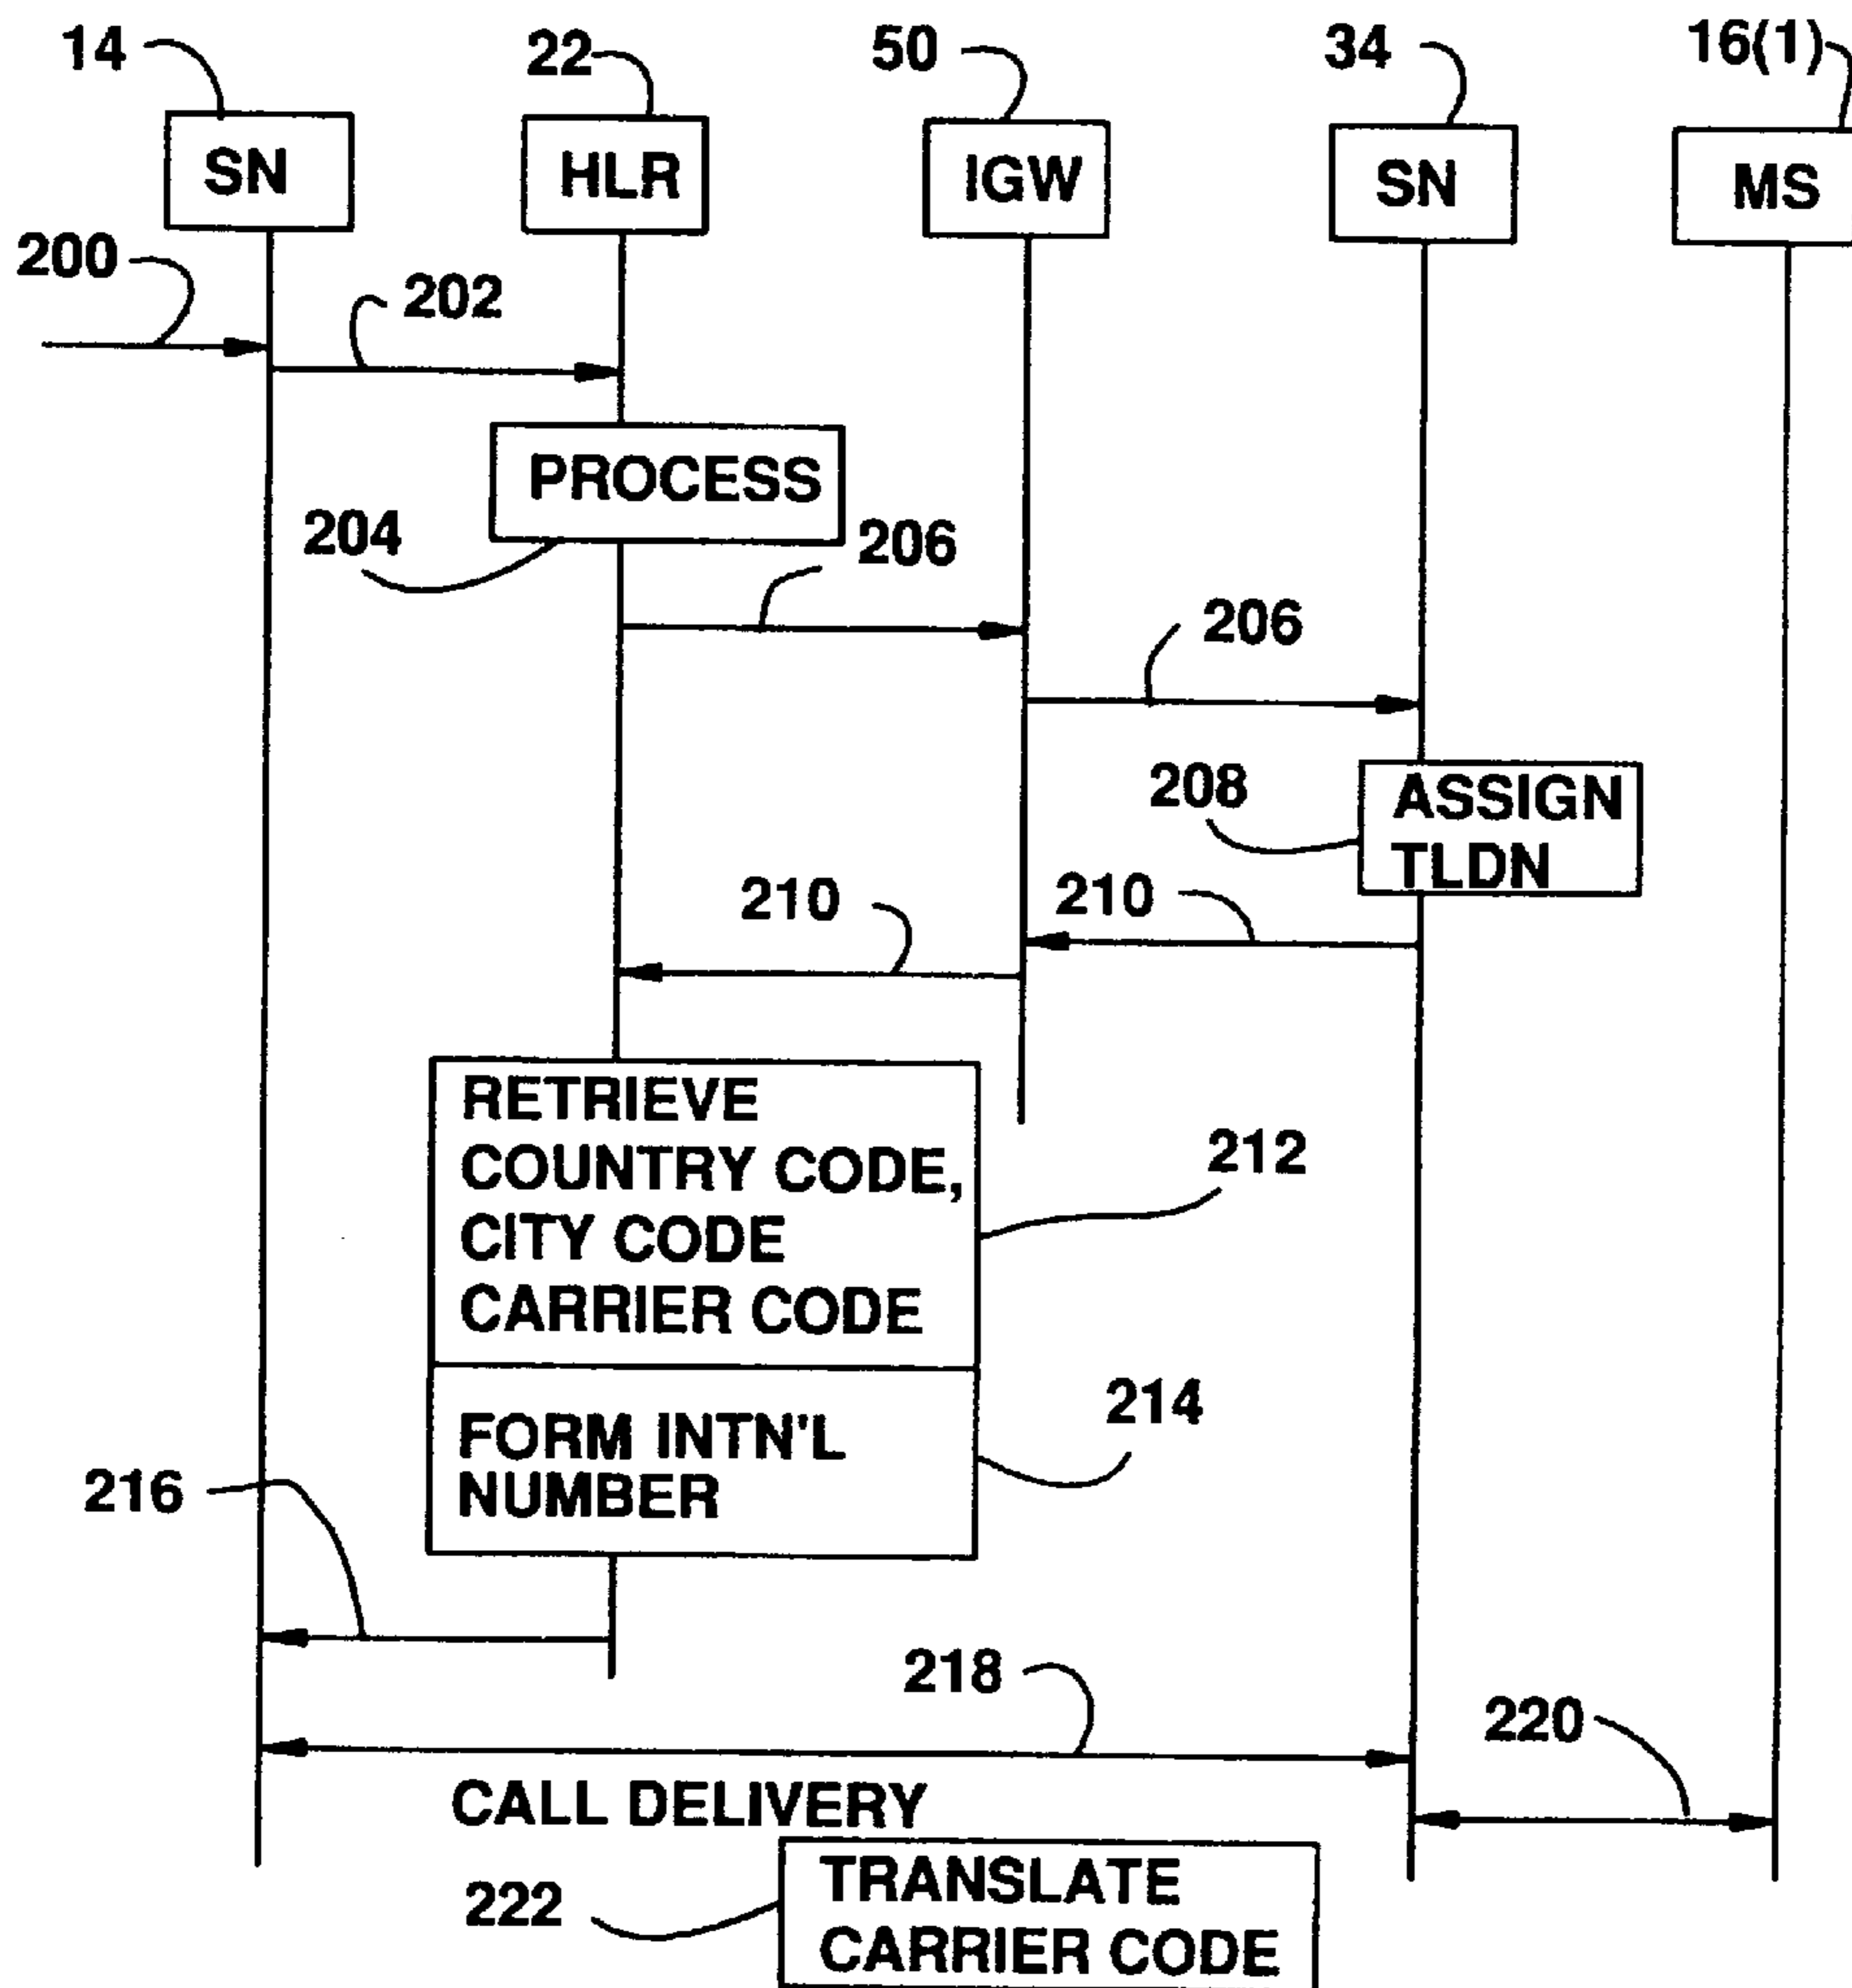 14
22
50
34
16(1)
SN
HLR
IGW
SN
MS
200
202
PROCESS
204
206
206
208
ASSIGN
TLDN
210
210
RETRIEVE
COUNTRY CODE,
CITY CODE
CARRIER CODE
212
FORM INTN'L
NUMBER
214
216
218
220
CALL DELIVERY
222
TRANSLATE
CARRIER CODE